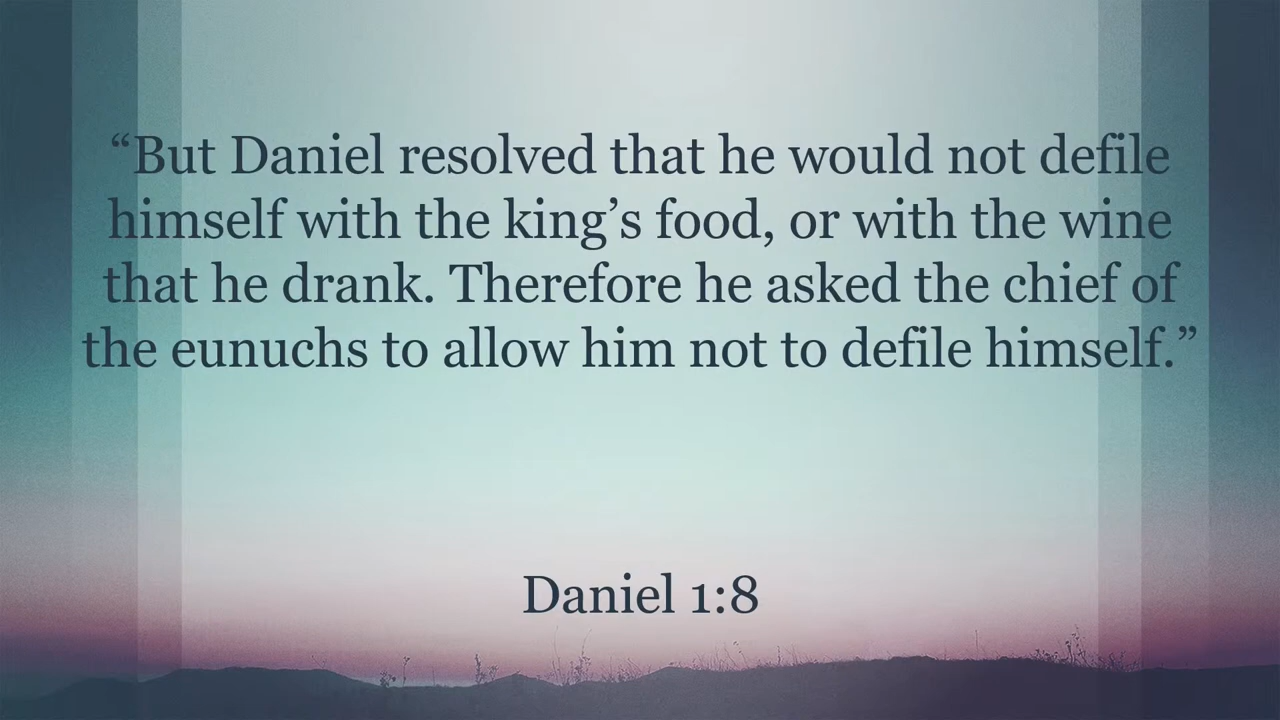 “But Daniel resolved that he would not defile
himself with the king’s food, or with the wine
that he drank. Therefore he asked the chief of
the eunuchs to allow him not to defile himself.”
Daniel 1:8